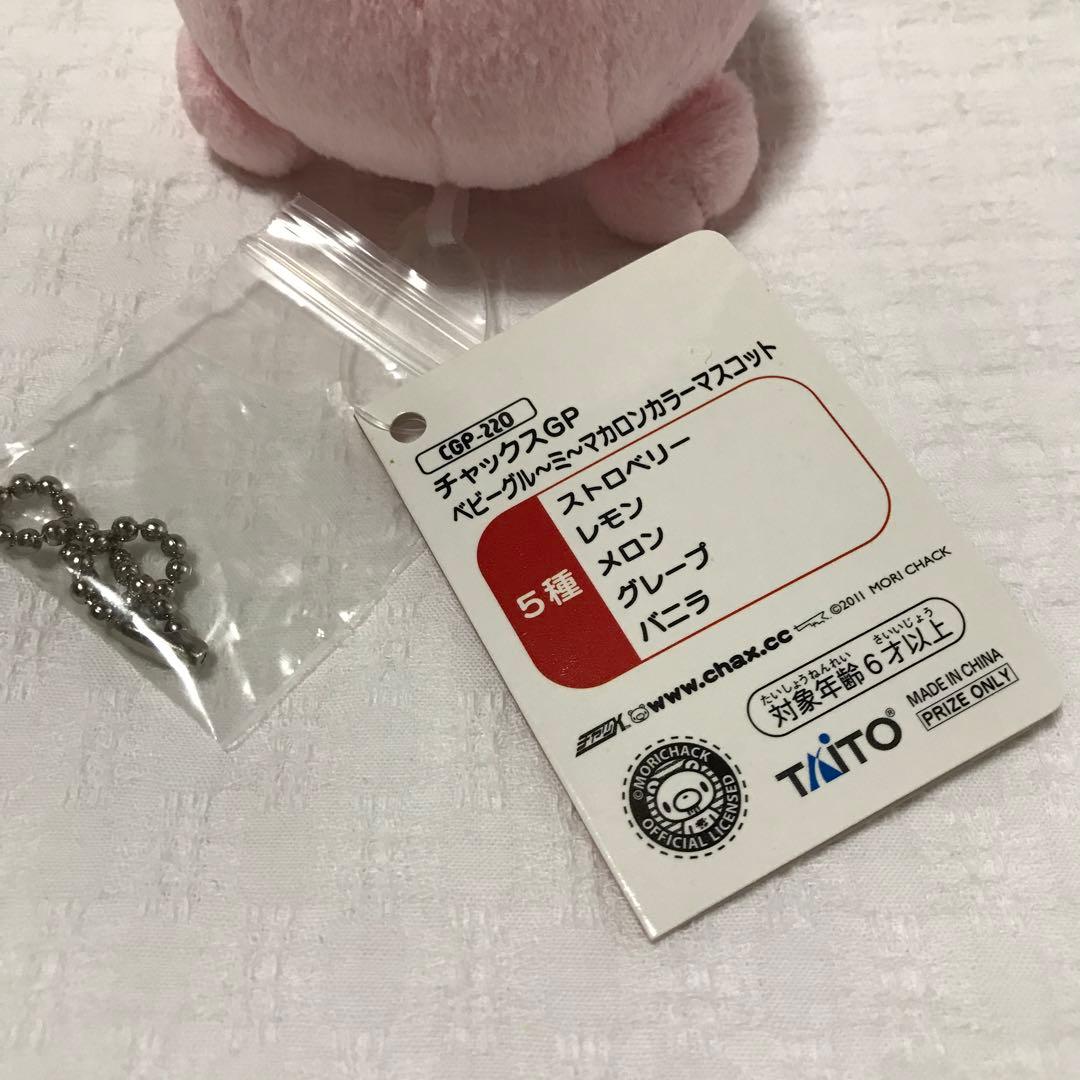 CGP-220
チャックスGP
ベビーグル～ミ～マカロンカラーマスコット
5種
ストロベリー
レモン
メロン
グレープ
バニラ
www.chax.cc
©2011 MORI CHACK
たいしょうねんれい さいいじょう
対象年齢6才以上
©MORICHACK
OFFICIAL LICENSED
TAITO®
MADE IN CHINA
PRIZE ONLY